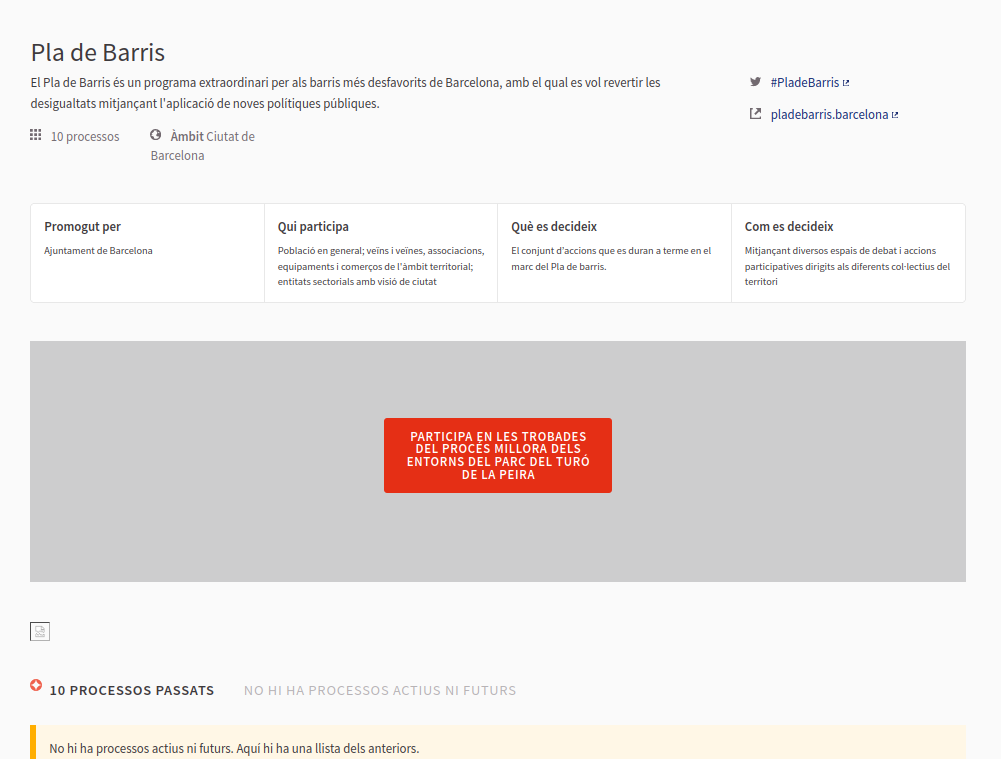 Pla de Barris
El Pla de Barris és un programa extraordinari per als barris més desfavorits de Barcelona, amb el qual es vol revertir les
desigualtats mitjançant l'aplicació de noves polítiques públiques.
#PladeBarris
pladebarris.barcelona
10 processos
Àmbit Ciutat de
Barcelona
Promogut per
Ajuntament de Barcelona
Qui participa
Població en general; veïns i veïnes, associacions,
equipaments i comerços de l'àmbit territorial;
entitats sectorials amb visió de ciutat
Què es decideix
El conjunt d'accions que es duran a terme en el
marc del Pla de barris.
Com es decideix
Mitjançant diversos espais de debat i accions
participatives dirigits als diferents col·lectius del
territori
PARTICIPA EN LES TROBADES
DEL PROCÉS MILLORA DELS
ENTORNS DEL PARC DEL TURÓ
DE LA PEIRA
10 PROCESSOS PASSATS
NO HI HA PROCESSOS ACTIUS NI FUTURS
No hi ha processos actius ni futurs. Aquí hi ha una llista dels anteriors.